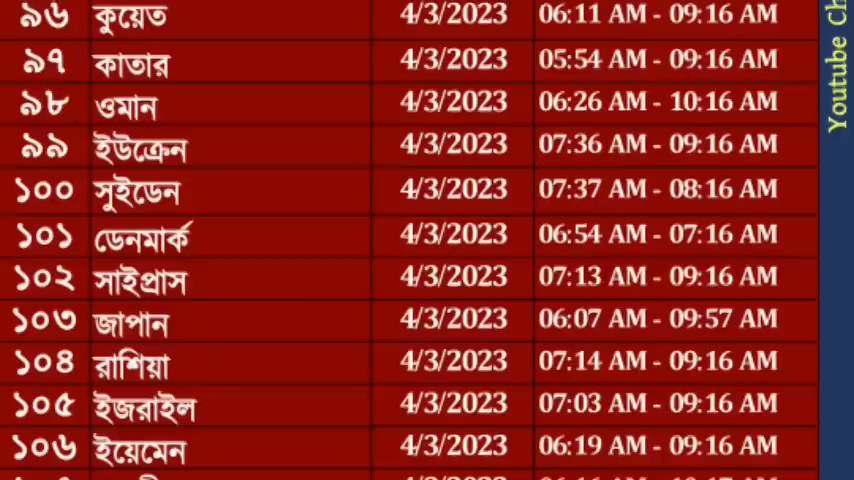 ৯৬ কুয়েত 4/3/2023 06:11 AM - 09:16 AM
৯৭ কাতার 4/3/2023 05:54 AM - 09:16 AM
৯৮ ওমান 4/3/2023 06:26 AM - 10:16 AM
৯৯ ইউক্রেন 4/3/2023 07:36 AM - 09:16 AM
১০০ সুইডেন 4/3/2023 07:37 AM - 08:16 AM
১০১ ডেনমার্ক 4/3/2023 06:54 AM - 07:16 AM
১০২ সাইপ্রাস 4/3/2023 07:13 AM - 09:16 AM
১০৩ জাপান 4/3/2023 06:07 AM - 09:57 AM
১০৪ রাশিয়া 4/3/2023 07:14 AM - 09:16 AM
১০৫ ইজরাইল 4/3/2023 07:03 AM - 09:16 AM
১০৬ ইয়েমেন 4/3/2023 06:19 AM - 09:16 AM
Youtube Ch